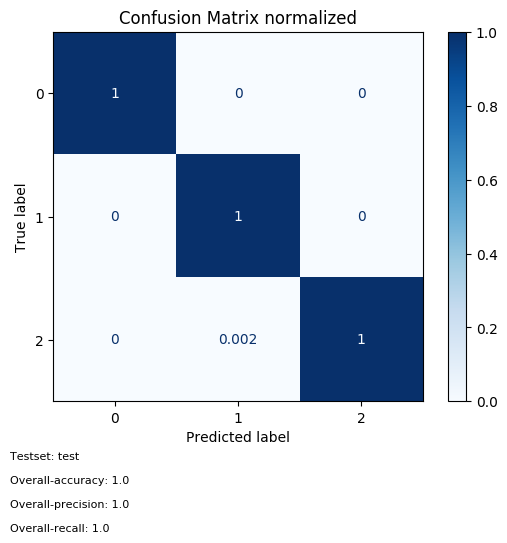 Confusion Matrix normalized
1.0
0 1 0 0
0.8
0.6
True label
1 0 1 0
0.4
0.2
2 0 0.002 1
0.0
0 1 2
Predicted label
Testset: test
Overall-accuracy: 1.0
Overall-precision: 1.0
Overall-recall: 1.0